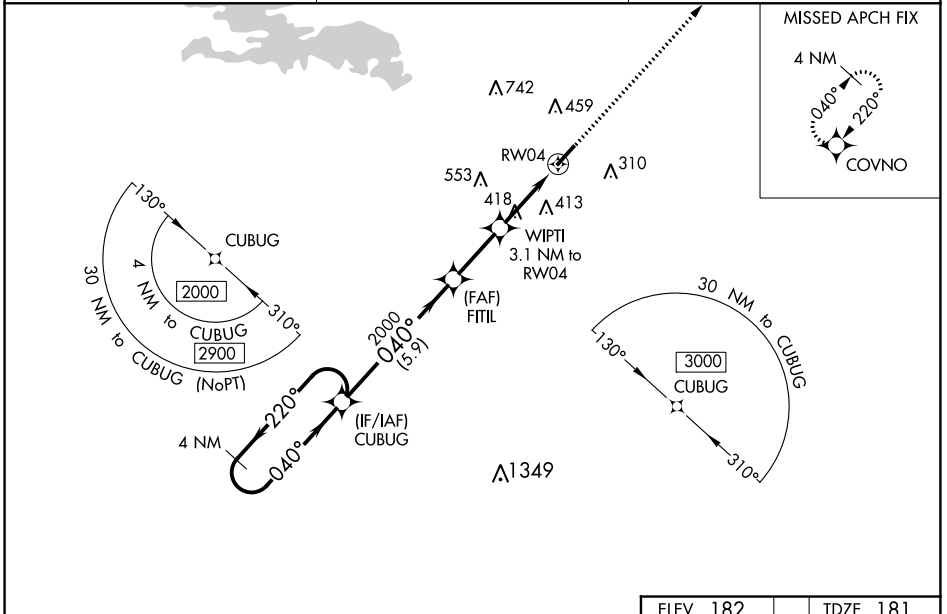 MISSED APCH FIX
4 NM
040°
220°
COVNO
742
459
RW04
310
553
418
413
WIPTI
3.1 NM to
RW04
(FAF)
FITIL
2000
040°
(5.9)
130°
CUBUG
2000
4 NM to CUBUG
310°
2900
30 NM to CUBUG (NoPT)
220°
040°
4 NM
(IF/IAF)
CUBUG
30 NM to CUBUG
130°
3000
CUBUG
310°
1349
ELEV 182
TDZE 181